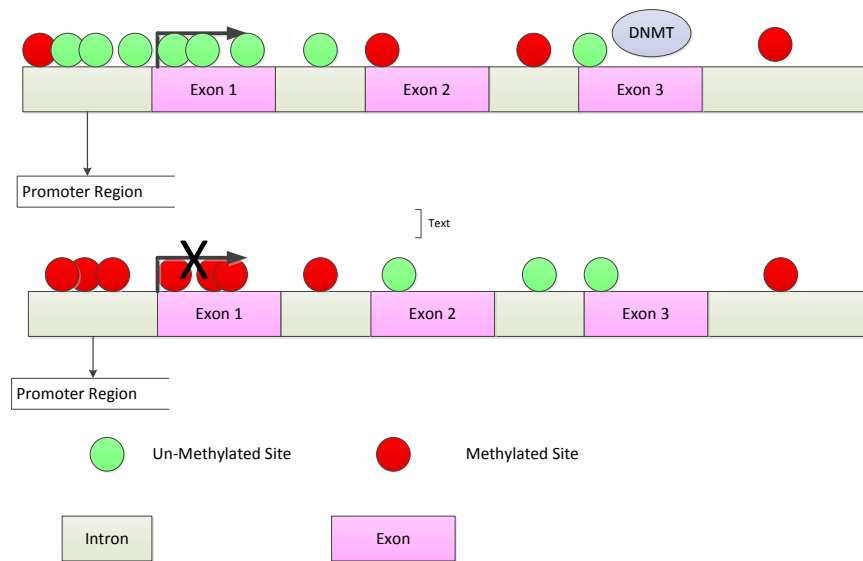 DNMT
Exon 1
Exon 2
Exon 3
Promoter Region
Text
X
Exon 1
Exon 2
Exon 3
Promoter Region
Un-Methylated Site
Methylated Site
Intron
Exon